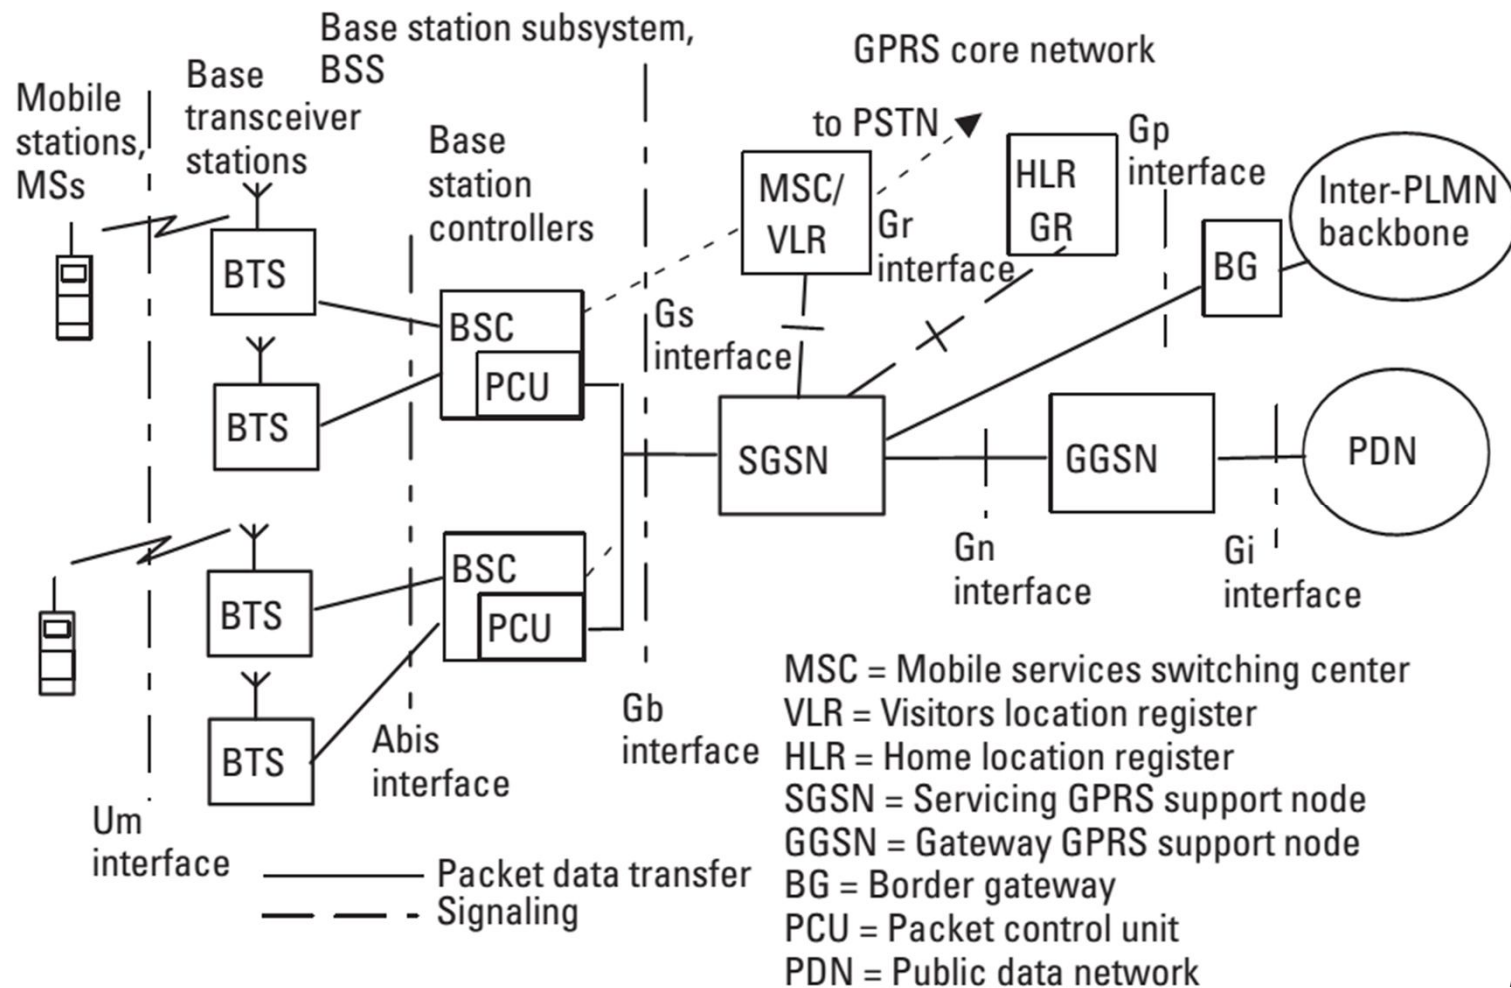 Base station subsystem,
BSS
GPRS core network
Mobile
stations,
MSs
Base
transceiver
stations
Base
station
controllers
to PSTN
MSC/
VLR
HLR
GR
Gp
interface
Inter-PLMN
backbone
Gr
interface
BG
BTS
BSC
PCU
Gs
interface
BTS
SGSN
GGSN
PDN
Gn
interface
Gi
interface
BTS
BSC
PCU
BTS
Abis
interface
Gb
interface
Um
interface
Packet data transfer
Signaling
MSC = Mobile services switching center
VLR = Visitors location register
HLR = Home location register
SGSN = Servicing GPRS support node
GGSN = Gateway GPRS support node
BG = Border gateway
PCU = Packet control unit
PDN = Public data network